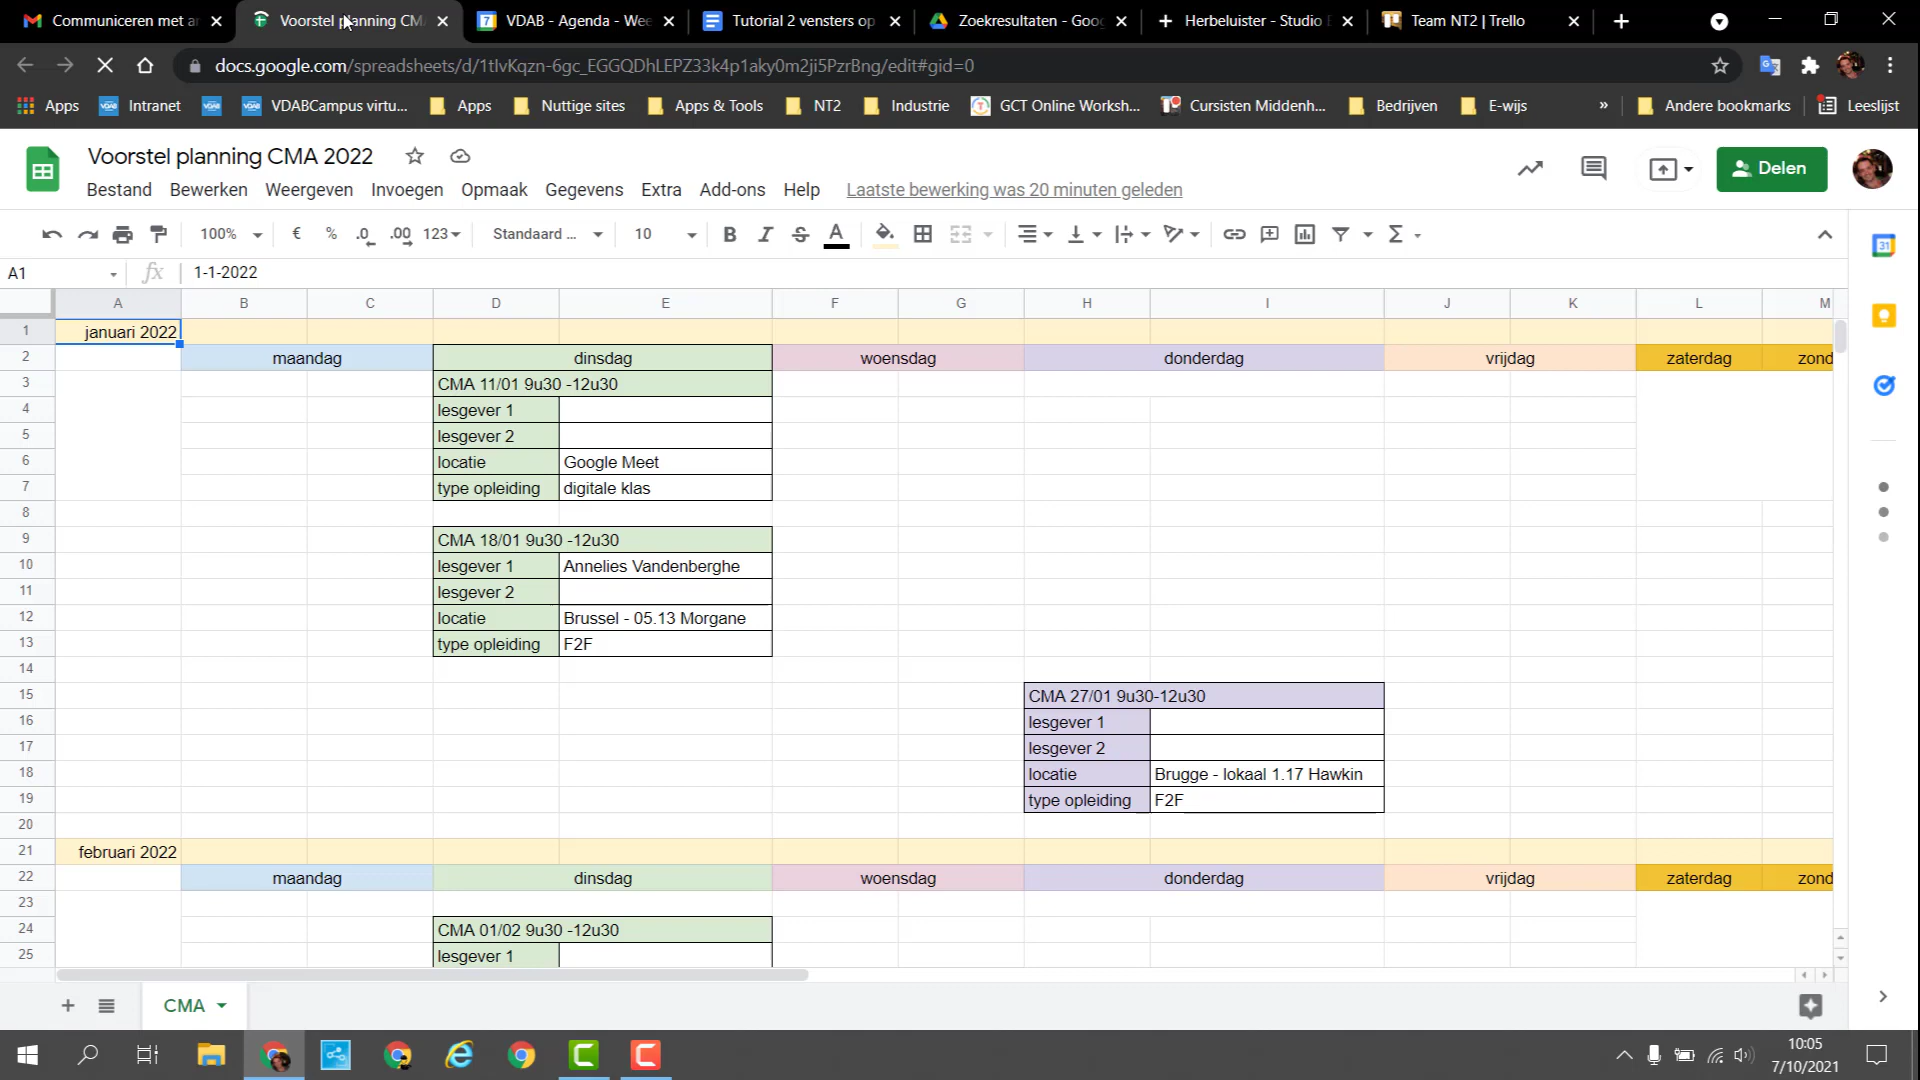 Communiceren met ar
Voorstel planning CMA
VDAB - Agenda - Wee
Tutorial 2 vensters op
Zoekresultaten - Goo
Herbeluister - Studio
Team NT2 | Trello
docs.google.com/spreadsheets/d/1tIvKqzn-6gc_EGGQDhLEPZ33k4p1aky0m2ji5PzrBng/edit#gid=0
Apps
Intranet
VDABCampus virtu...
Apps
Nuttige sites
Apps & Tools
NT2
Industrie
GCT Online Worksh...
Cursisten Middenh...
Bedrijven
E-wijs
»
Andere bookmarks
Leeslijst
Voorstel planning CMA 2022
Delen
Bestand Bewerken Weergeven Invoegen Opmaak Gegevens Extra Add-ons Help Laatste bewerking was 20 minuten geleden
100% € % .0 .00 123 Standaard ... 10 B I S A Σ
A1 fx 1-1-2022
A B C D E F G H I J K L M
1 januari 2022
2 maandag dinsdag woensdag donderdag vrijdag zaterdag zond
3 CMA 11/01 9u30 -12u30
4 lesgever 1
5 lesgever 2
6 locatie Google Meet
7 type opleiding digitale klas
8
9 CMA 18/01 9u30 -12u30
10 lesgever 1 Annelies Vandenberghe
11 lesgever 2
12 locatie Brussel - 05.13 Morgane
13 type opleiding F2F
14
15 CMA 27/01 9u30-12u30
16 lesgever 1
17 lesgever 2
18 locatie Brugge - lokaal 1.17 Hawkin
19 type opleiding F2F
20
21 februari 2022
22 maandag dinsdag woensdag donderdag vrijdag zaterdag zond
23
24 CMA 01/02 9u30 -12u30
25 lesgever 1
CMA
10:05
7/10/2021